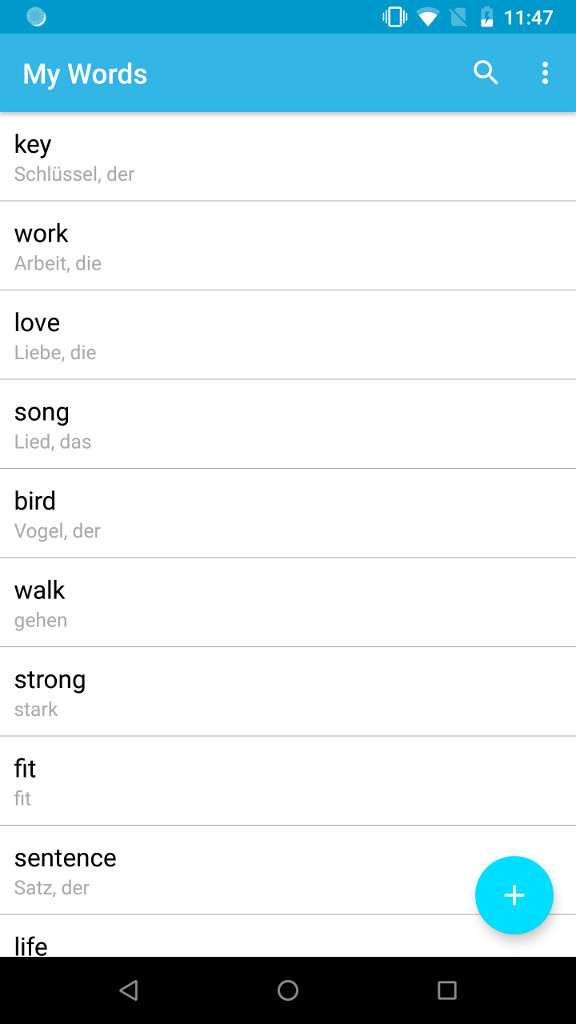 11:47
My Words
key
Schlüssel, der
work
Arbeit, die
love
Liebe, die
song
Lied, das
bird
Vogel, der
walk
gehen
strong
stark
fit
fit
sentence
Satz, der
life